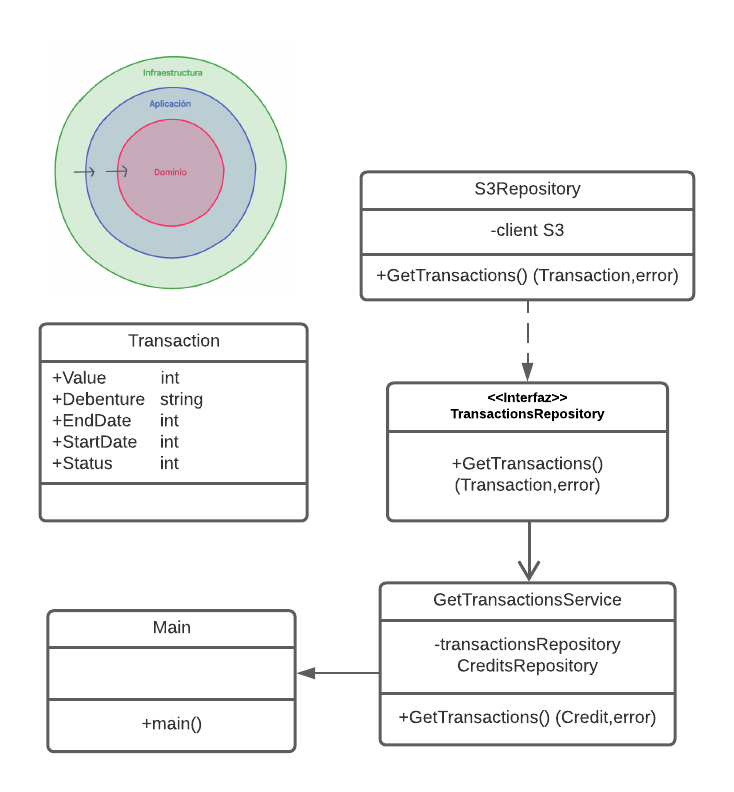 Infraestructura
Aplicación
Dominio
S3Repository
-client S3
+GetTransactions() (Transaction,error)
Transaction
+Value int
+Debenture string
+EndDate int
+StartDate int
+Status int
<<Interfaz>>
TransactionsRepository
+GetTransactions()
(Transaction,error)
GetTransactionsService
-transactionsRepository
CreditsRepository
+GetTransactions() (Credit,error)
Main
+main()